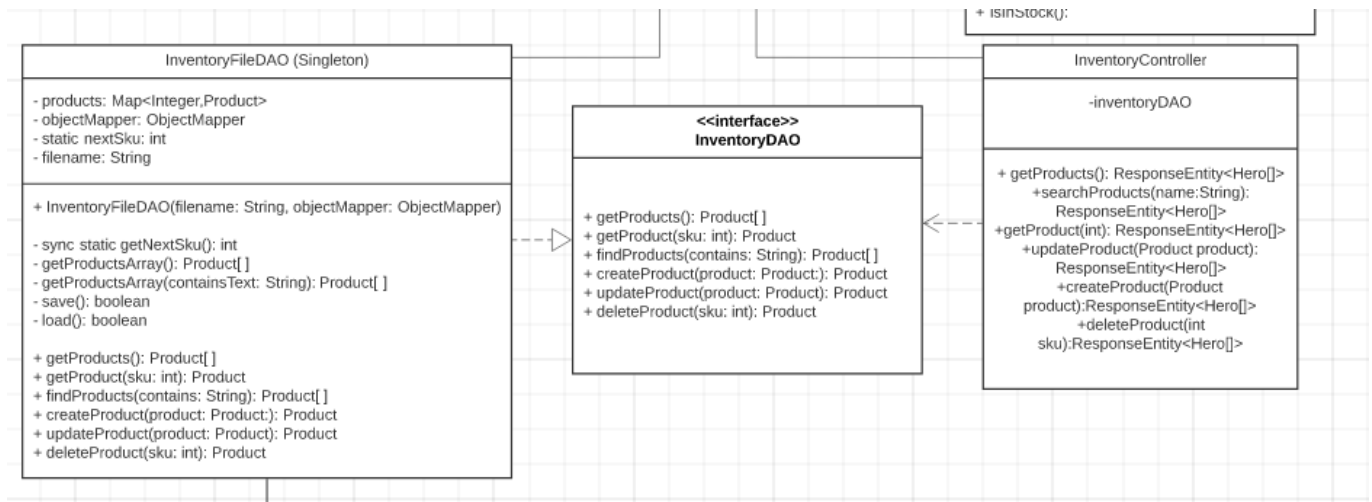 + isInStock():
InventoryFileDAO (Singleton)
- products: Map<Integer,Product>
- objectMapper: ObjectMapper
- static nextSku: int
- filename: String
+ InventoryFileDAO(filename: String, objectMapper: ObjectMapper)
- sync static getNextSku(): int
- getProductsArray(): Product[ ]
- getProductsArray(containsText: String): Product[ ]
- save(): boolean
- load(): boolean
+ getProducts(): Product[ ]
+ getProduct(sku: int): Product
+ findProducts(contains: String): Product[ ]
+ createProduct(product: Product:): Product
+ updateProduct(product: Product): Product
+ deleteProduct(sku: int): Product
<<interface>>
InventoryDAO
+ getProducts(): Product[ ]
+ getProduct(sku: int): Product
+ findProducts(contains: String): Product[ ]
+ createProduct(product: Product:): Product
+ updateProduct(product: Product): Product
+ deleteProduct(sku: int): Product
InventoryController
-inventoryDAO
+ getProducts(): ResponseEntity<Hero[]>
+searchProducts(name:String):
ResponseEntity<Hero[]>
+getProduct(int): ResponseEntity<Hero[]>
+updateProduct(Product product):
ResponseEntity<Hero[]>
+createProduct(Product
product):ResponseEntity<Hero[]>
+deleteProduct(int
sku):ResponseEntity<Hero[]>